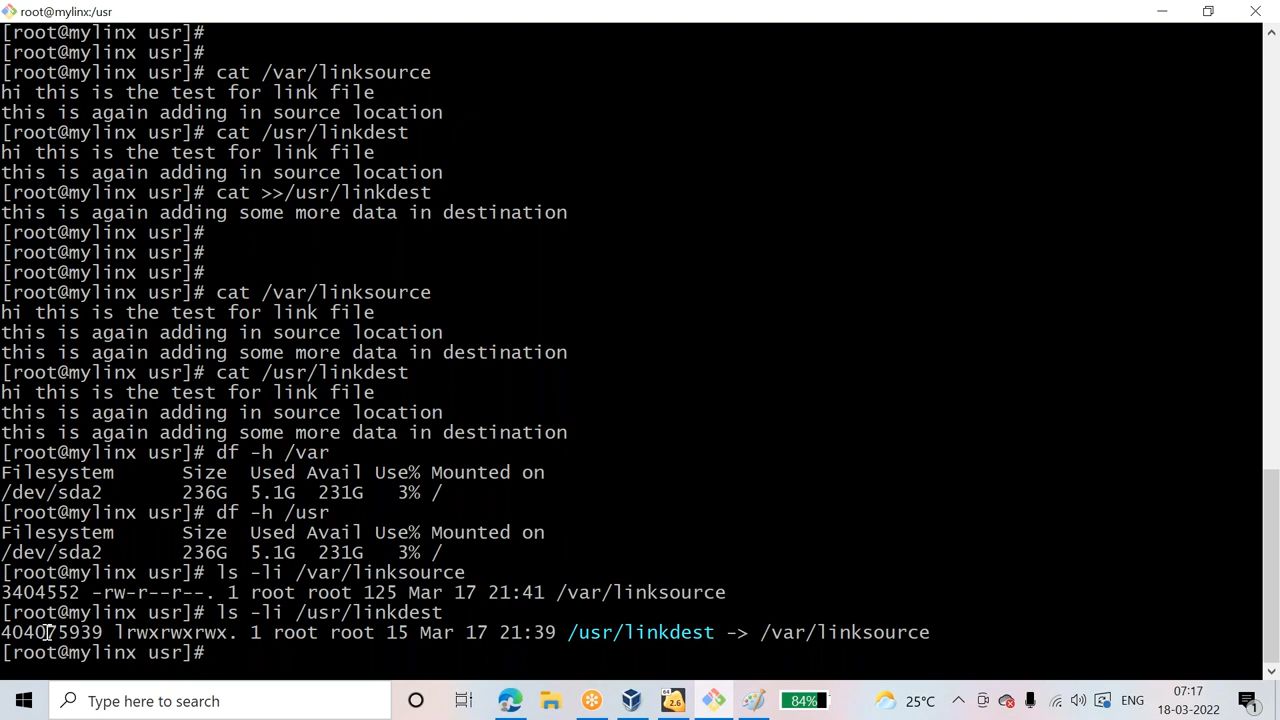 root@mylinx:/usr
[root@mylinx usr]#
[root@mylinx usr]#
[root@mylinx usr]# cat /var/linksource
hi this is the test for link file
this is again adding in source location
[root@mylinx usr]# cat /usr/linkdest
hi this is the test for link file
this is again adding in source location
[root@mylinx usr]# cat >>/usr/linkdest
this is again adding some more data in destination
[root@mylinx usr]#
[root@mylinx usr]#
[root@mylinx usr]#
[root@mylinx usr]# cat /var/linksource
hi this is the test for link file
this is again adding in source location
this is again adding some more data in destination
[root@mylinx usr]# cat /usr/linkdest
hi this is the test for link file
this is again adding in source location
this is again adding some more data in destination
[root@mylinx usr]# df -h /var
Filesystem Size Used Avail Use% Mounted on
/dev/sda2 236G 5.1G 231G 3% /
[root@mylinx usr]# df -h /usr
Filesystem Size Used Avail Use% Mounted on
/dev/sda2 236G 5.1G 231G 3% /
[root@mylinx usr]# ls -li /var/linksource
3404552 -rw-r--r--. 1 root root 125 Mar 17 21:41 /var/linksource
[root@mylinx usr]# ls -li /usr/linkdest
404075939 lrwxrwxrwx. 1 root root 15 Mar 17 21:39 /usr/linkdest -> /var/linksource
[root@mylinx usr]#
Type here to search
64
2.6
84%
25°C
ENG
07:17
18-03-2022
1